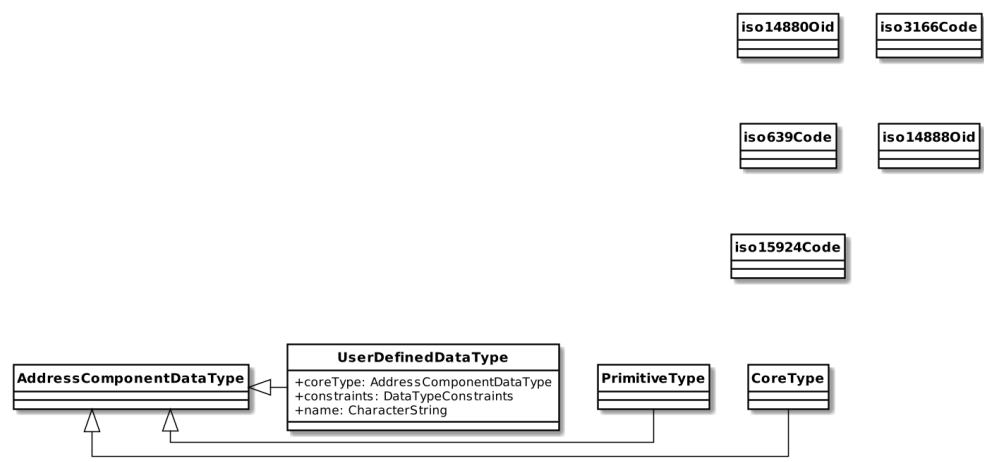 iso14880Oid
iso3166Code
iso639Code
iso14888Oid
iso15924Code
AddressComponentDataType
UserDefinedDataType
+coreType: AddressComponentDataType
+constraints: DataTypeConstraints
+name: CharacterString
PrimitiveType
CoreType